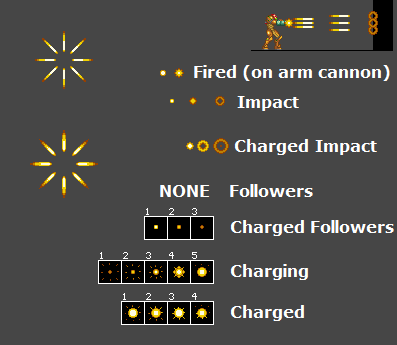 Fired (on arm cannon)
Impact
Charged Impact
NONE Followers
1 2 3
Charged Followers
1 2 3 4 5
Charging
1 2 3 4
Charged